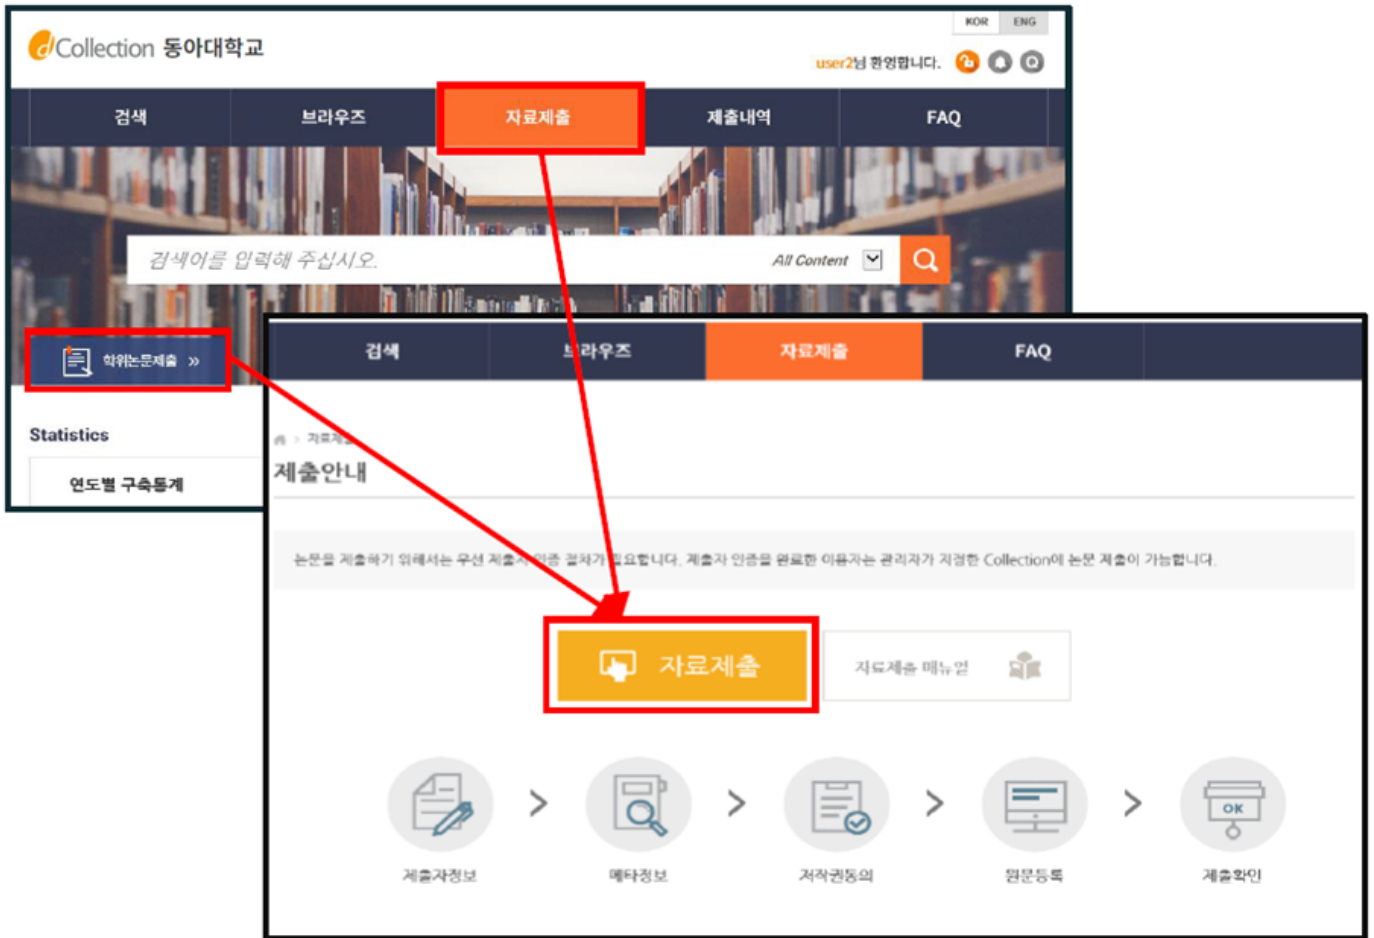 KOR ENG
dCollection 동아대학교
user2님 환영합니다.
검색 브라우즈 자료제출 제출내역 FAQ
검색어를 입력해 주십시오. All Content
학위논문제출 »
Statistics
연도별 구축통계
검색 브라우즈 자료제출 FAQ
> 자료제출
제출안내
논문을 제출하기 위해서는 우선 제출자 인증 절차가 필요합니다. 제출자 인증을 완료한 이용자는 관리자가 지정한 Collection에 논문 제출이 가능합니다.
자료제출 자료제출 매뉴얼
> > > > OK
제출자정보 메타정보 저작권동의 원문등록 제출확인